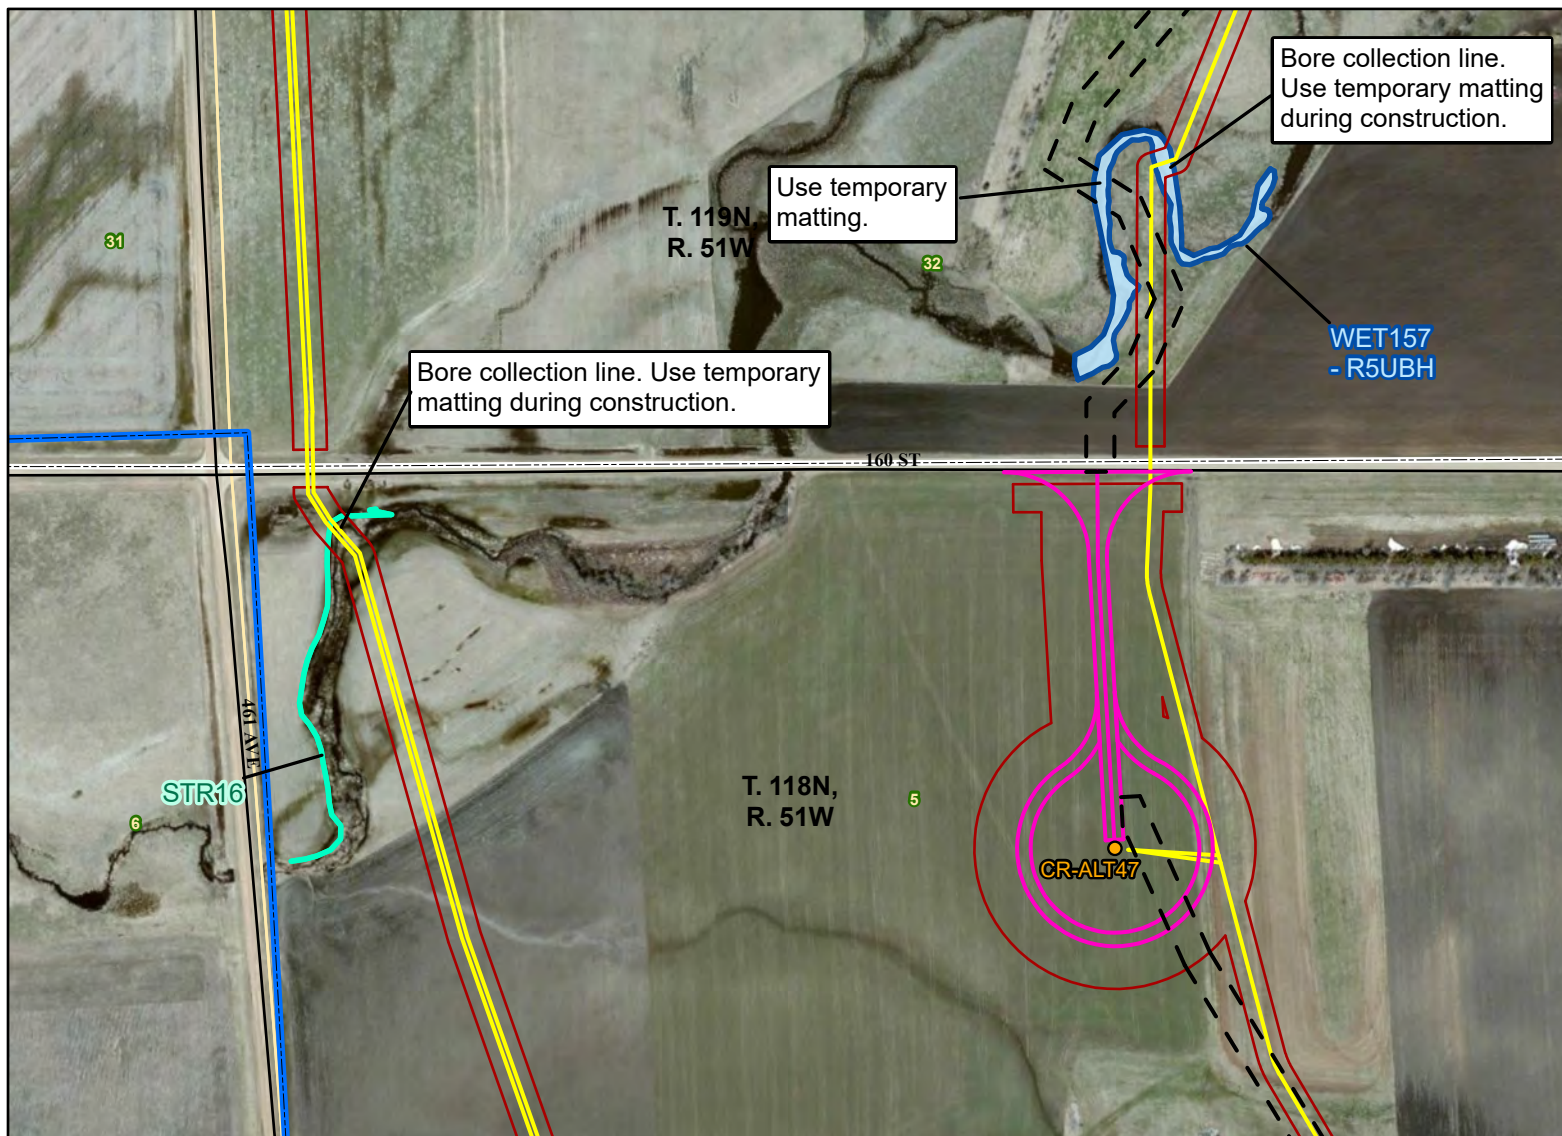 Bore collection line.
Use temporary matting
during construction.
Use temporary
matting.
T. 119N,
R. 51W
31
32
WET157
- R5UBH
Bore collection line. Use temporary
matting during construction.
160 ST
461 AVE
STR16
T. 118N,
R. 51W
5
6
CR-ALT47